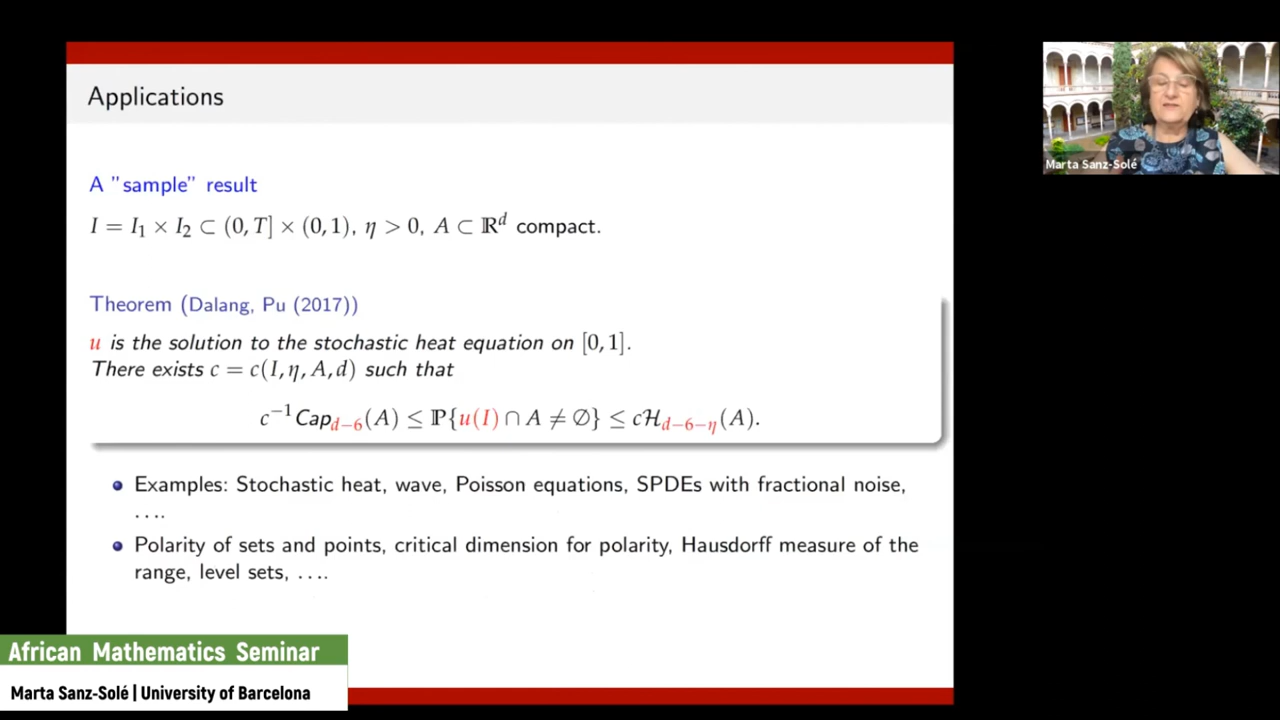 Applications
A "sample" result
I = I₁ × I₂ ⊂ (0, T] × (0, 1), η > 0, A ⊂ ℝᵈ compact.
Theorem (Dalang, Pu (2017))
u is the solution to the stochastic heat equation on [0, 1].
There exists c = c(I, η, A, d) such that
c⁻¹Cap_{d−6}(A) ≤ ℙ{u(I) ∩ A ≠ ∅} ≤ cℋ_{d−6−η}(A).
• Examples: Stochastic heat, wave, Poisson equations, SPDEs with fractional noise,
....
• Polarity of sets and points, critical dimension for polarity, Hausdorff measure of the
range, level sets, ....
Marta Sanz-Solé
African Mathematics Seminar
Marta Sanz-Solé | University of Barcelona